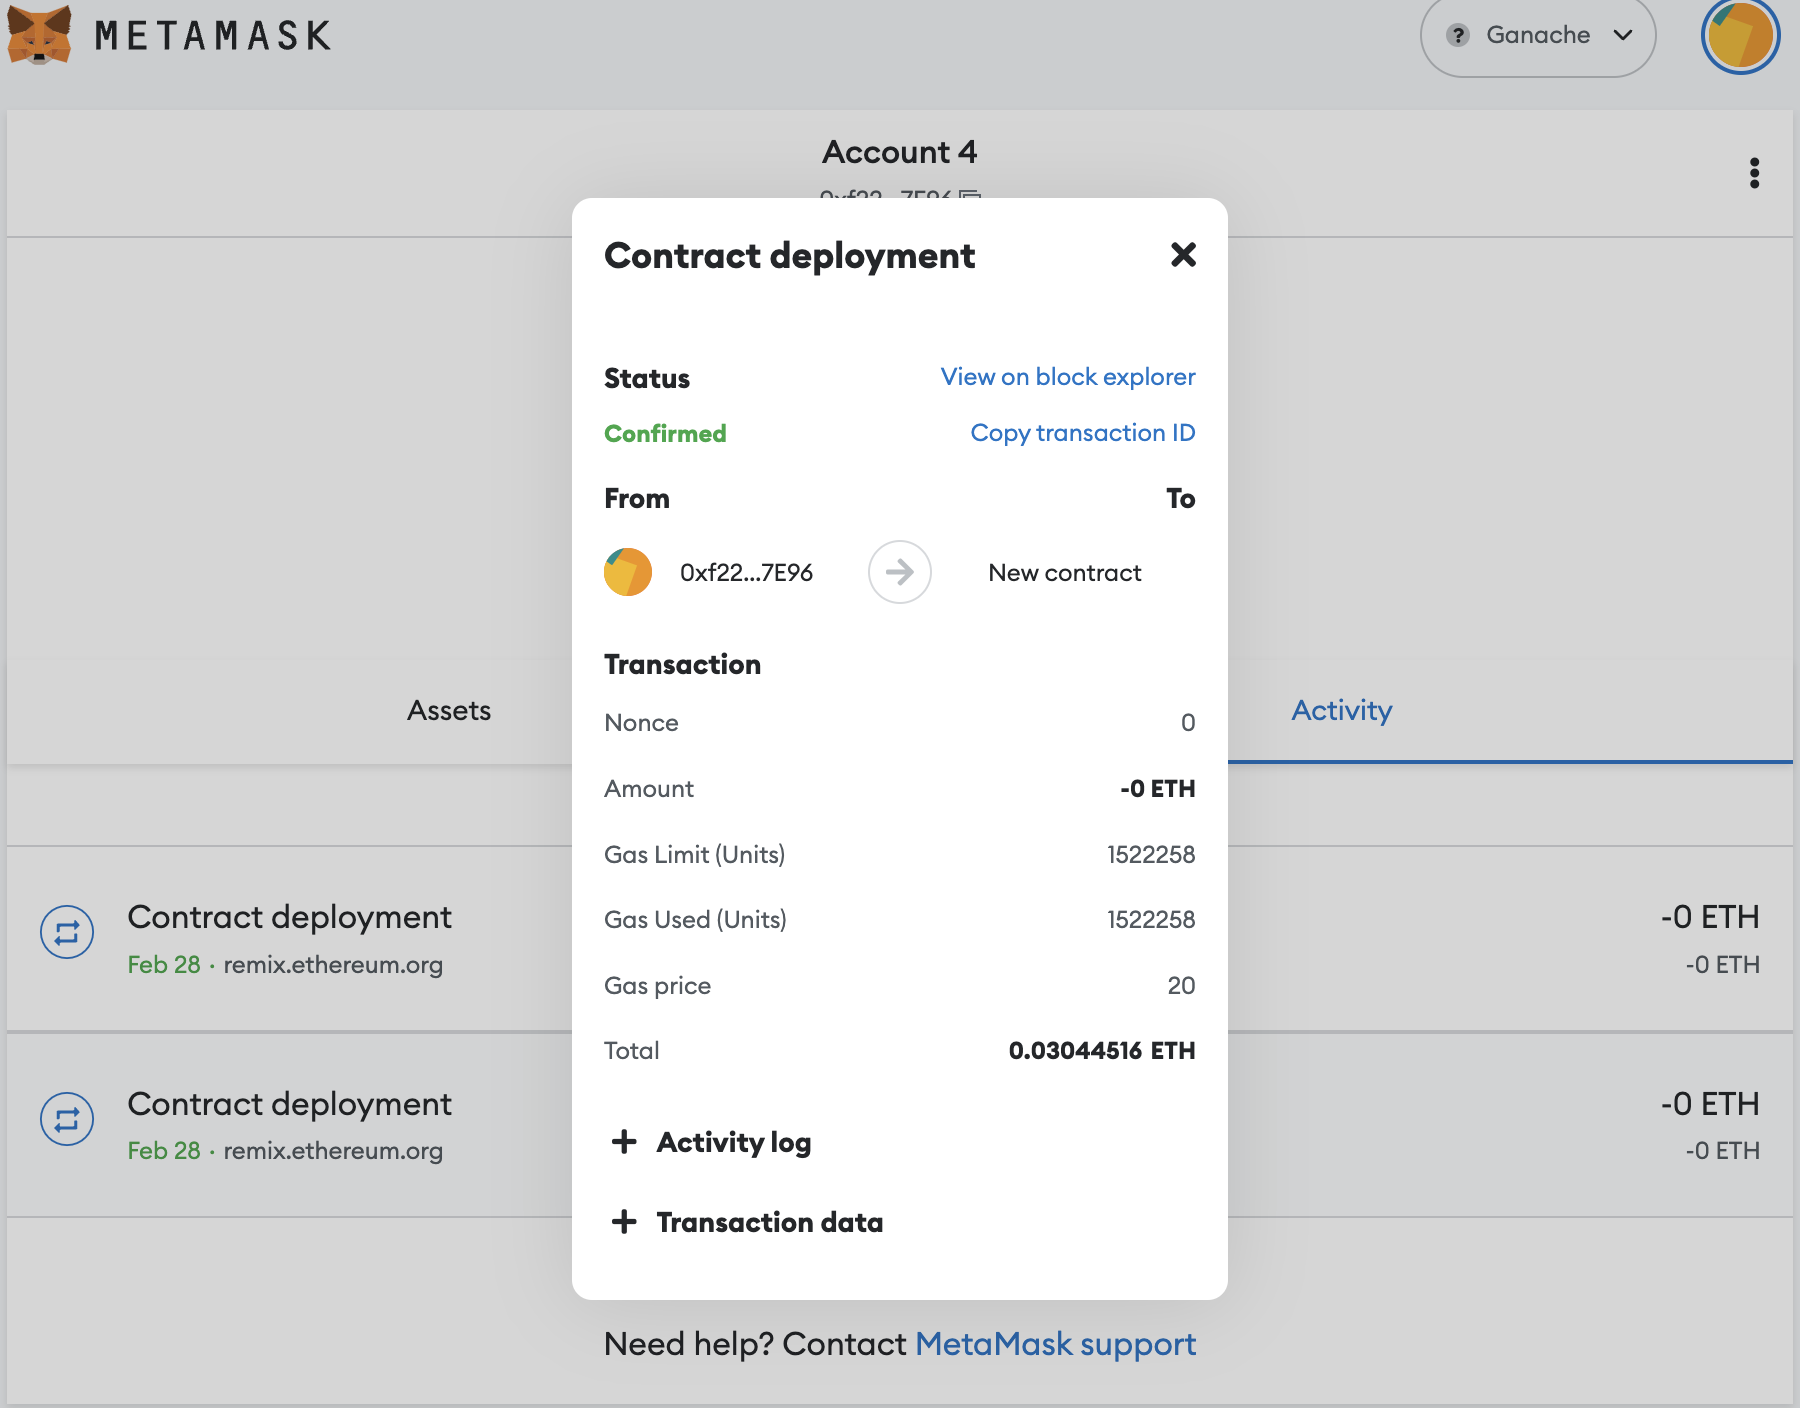 METAMASK
? Ganache
Account 4
0xf22...7E96
Contract deployment
Status View on block explorer
Confirmed Copy transaction ID
From To
0xf22...7E96 New contract
Transaction
Assets Activity
Nonce 0
Amount -0 ETH
Gas Limit (Units) 1522258
Gas Used (Units) 1522258
Gas price 20
Total 0.03044516 ETH
Activity log
Transaction data
Contract deployment -0 ETH
Feb 28 · remix.ethereum.org -0 ETH
Contract deployment -0 ETH
Feb 28 · remix.ethereum.org -0 ETH
Need help? Contact MetaMask support